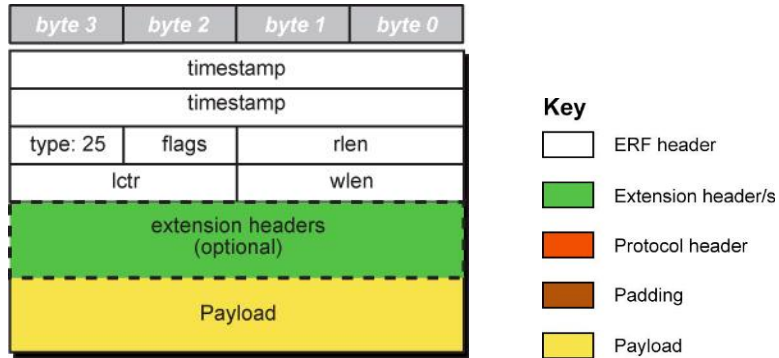 byte 3 byte 2 byte 1 byte 0
timestamp
timestamp
type: 25 flags rlen
lctr wlen
extension headers
(optional)
Payload
Key
ERF header
Extension header/s
Protocol header
Padding
Payload